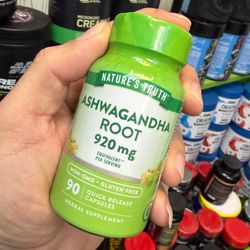 NATURE'S TRUTH
ASHWAGANDHA
ROOT
920 mg
EQUIVALENT
PER SERVING
NON-GMO • GLUTEN FREE
90 QUICK RELEASE
CAPSULES
HERBAL SUPPLEMENT